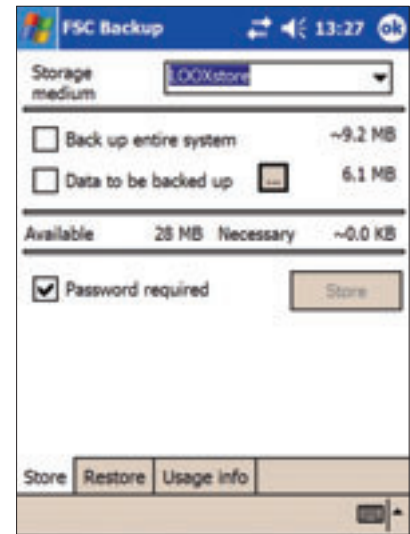 FSC Backup 13:27 ok
Storage medium LOOXstore
Back up entire system ~9.2 MB
Data to be backed up ... 6.1 MB
Available 28 MB Necessary ~0.0 KB
Password required Store
Store Restore Usage info